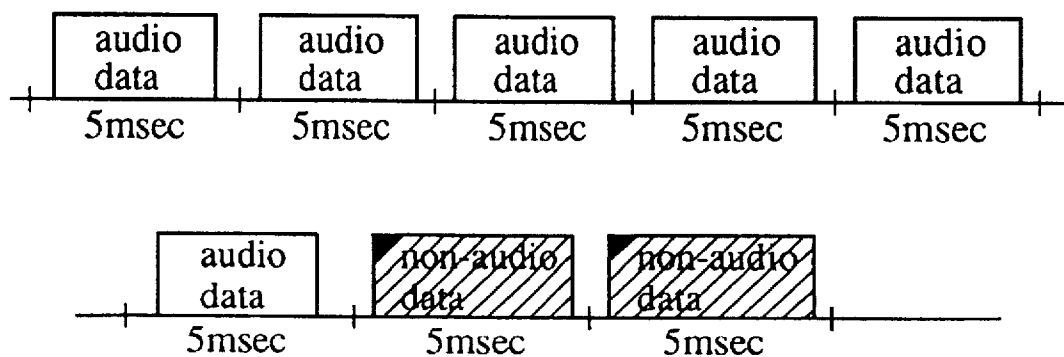 audio audio audio audio audio
data data data data data
5msec 5msec 5msec 5msec 5msec
audio non-audio non-audio
data data data
5msec 5msec 5msec